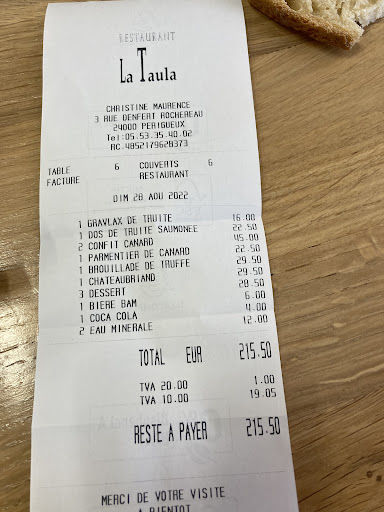 RESTAURANT
La Taula
CHRISTINE MAURENCE
3 RUE DENFERT ROCHEREAU
24000 PERIGUEUX
Tel:05.53.35.40.02
RC.4852179628373
TABLE 6 COUVERTS 6
FACTURE RESTAURANT
DIM 28 AOU 2022
1 GRAVLAX DE TRUITE 16.00
1 DOS DE TRUITE SAUMONEE 22.50
2 CONFIT CANARD 45.00
1 PARMENTIER DE CANARD 22.50
1 BROUILLADE DE TRUFFE 29.50
1 CHATEAUBRIAND 29.50
3 DESSERT 28.50
1 BIERE BAM 6.00
1 COCA COLA 4.00
2 EAU MINERALE 12.00
TOTAL EUR 215.50
TVA 20.00 1.00
TVA 10.00 19.05
RESTE A PAYER 215.50
MERCI DE VOTRE VISITE
A BIENTOT